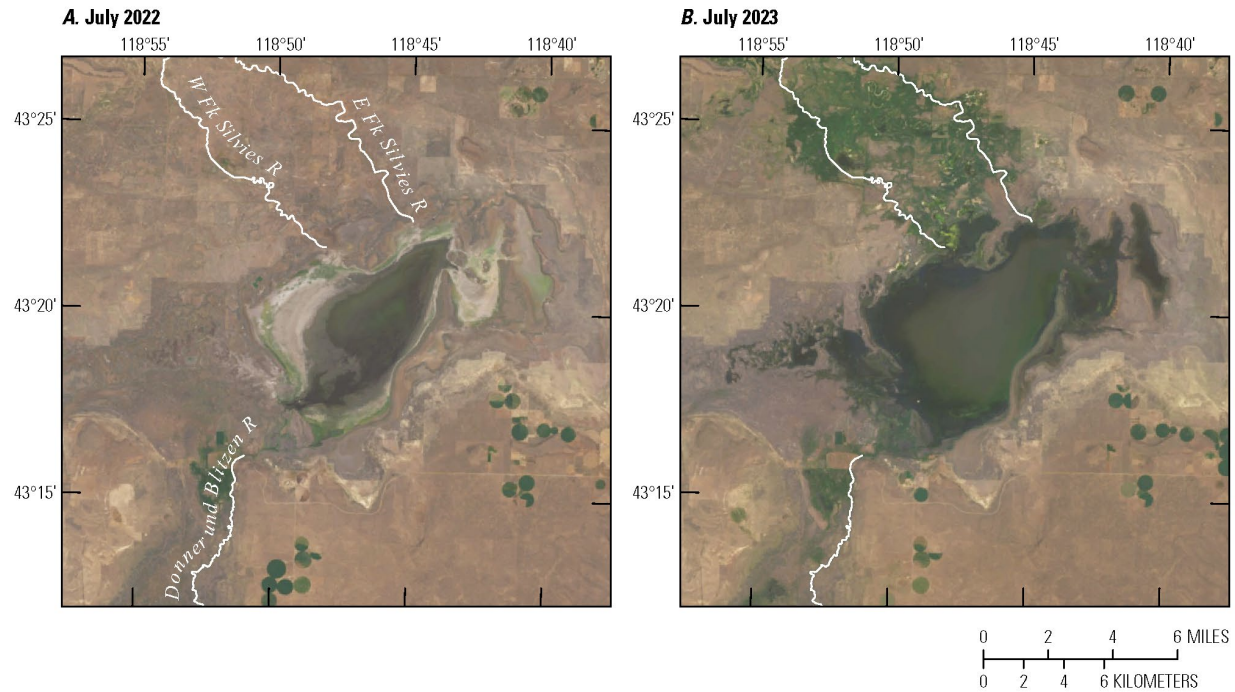 A. July 2022
118°55' 118°50' 118°45' 118°40'
43°25'
43°20'
43°15'
W Fk Silvies R
E Fk Silvies R
Donner und Blitzen R
B. July 2023
118°55' 118°50' 118°45' 118°40'
43°25'
43°20'
43°15'
0 2 4 6 MILES
0 2 4 6 KILOMETERS